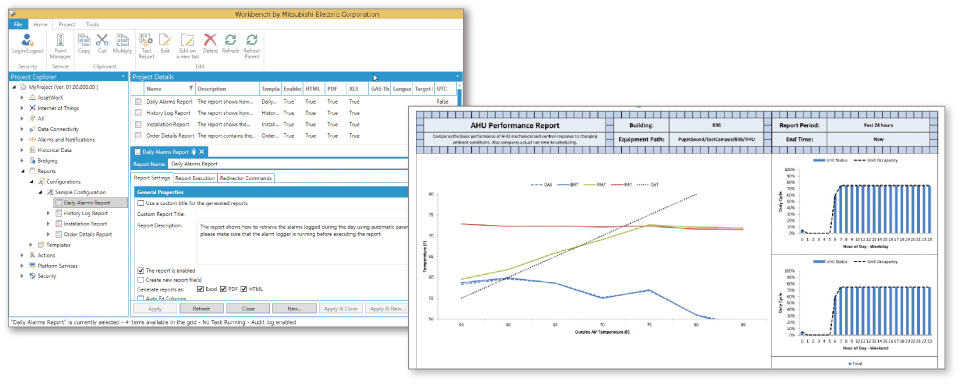 Workbench by Mitsubishi Electric Corporation
File Home Project Tools
Login/Logout Point Manager Copy Cut Multiply Test Report Edit Edit on a new tab Delete Refresh Refresh Parent
Security Service Clipboard Edit
Project Explorer
MyProject (Ver. 01.00.000.00 )
AssetWorX
Internet of Things
AX
Data Connectivity
Alarms and Notifications
Historical Data
Bridging
Reports
Configurations
Sample Configuration
Daily Alarms Report
History Log Report
Installation Report
Order Details Report
Templates
Actions
Platform Services
Security
Project Details
Name Description Templa Enable HTML PDF XLS GAS Th Langua Target UTC
Daily Alarms Report The report shows how... Daily... True True True True False
History Log Report The report shows how... Histor... True True True True
Installation Report The report shows the... Install... True True True True
Order Details Report The report contains the... Order... True True True True
Daily Alarms Report
Report Name: Daily Alarms Report
Report Settings Report Execution Redirector Commands
General Properties
Use a custom title for the generated reports
Custom Report Title:
Report Description: The report shows how to retrieve the alarms logged during the day using automatic param
please make sure that the alarm logger is running before executing the report
The report is enabled
Create new report file(s)
Generate reports as: Excel PDF HTML
Auto Fit Columns
Apply Refresh Close New... Apply & Close Apply & New...
"Daily Alarms Report" is currently selected - 4 items available in the grid - No Task Running - Audit log enabled
AHU Performance Report
Compares the basic performance of AHU mechanical and control response to changing
ambient conditions. Also compares actual run time to scheduling.
Building: B36
Equipment Path: PugetSound/EastCampus/B36/AHU
Report Period: Past 24 hours
End Time: Now
OAS MAT RAT OAT
80
75
70
65
60
55
50
Temperature (F)
55 60 65 70 75 80 85
Outside Air Temperature (F)
Unit Status Unit Occupancy
100%
90%
80%
70%
60%
50%
40%
30%
20%
10%
0%
Daily Cycle
0 1 2 3 4 5 6 7 8 9 10 11 12 13 14 15 16 17 18 19 20 21 22 23
Hour of Day - Weekday
Unit Status Unit Occupancy
100%
90%
80%
70%
60%
50%
40%
30%
20%
10%
0%
Daily Cycle
0 1 2 3 4 5 6 7 8 9 10 11 12 13 14 15 16 17 18 19 20 21 22 23
Hour of Day - Weekend
Total